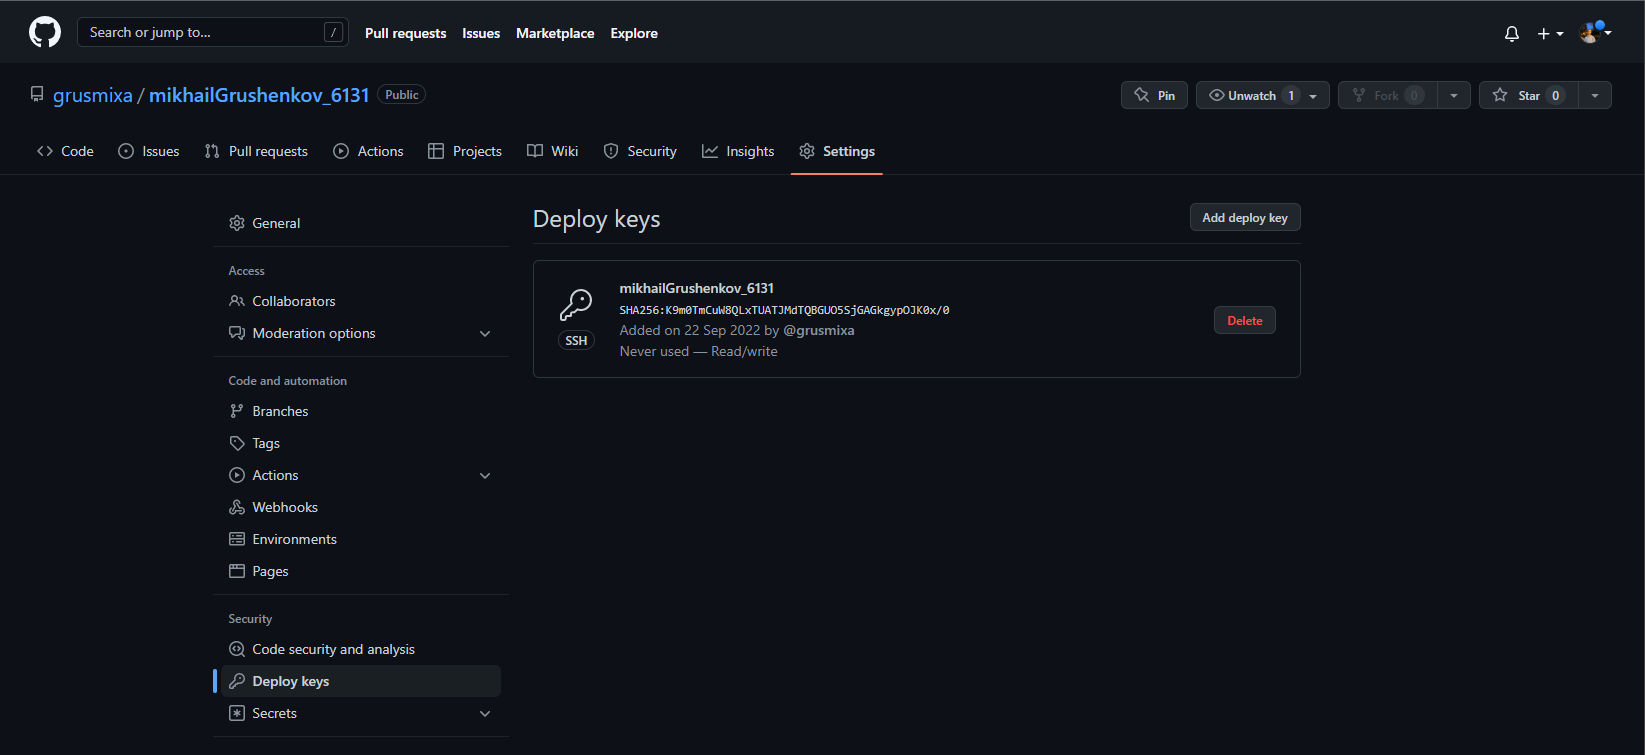 Search or jump to... /
Pull requests Issues Marketplace Explore
grusmixa / mikhailGrushenkov_6131 Public
Pin Unwatch 1 Fork 0 Star 0
Code Issues Pull requests Actions Projects Wiki Security Insights Settings
General
Access
Collaborators
Moderation options
Code and automation
Branches
Tags
Actions
Webhooks
Environments
Pages
Security
Code security and analysis
Deploy keys
Secrets
Deploy keys
Add deploy key
mikhailGrushenkov_6131
SHA256:K9m0TmCuW8QLxTUATJMdTQBGUO5SjGAGkgypOJK0x/0
Added on 22 Sep 2022 by @grusmixa
Never used — Read/write
SSH
Delete